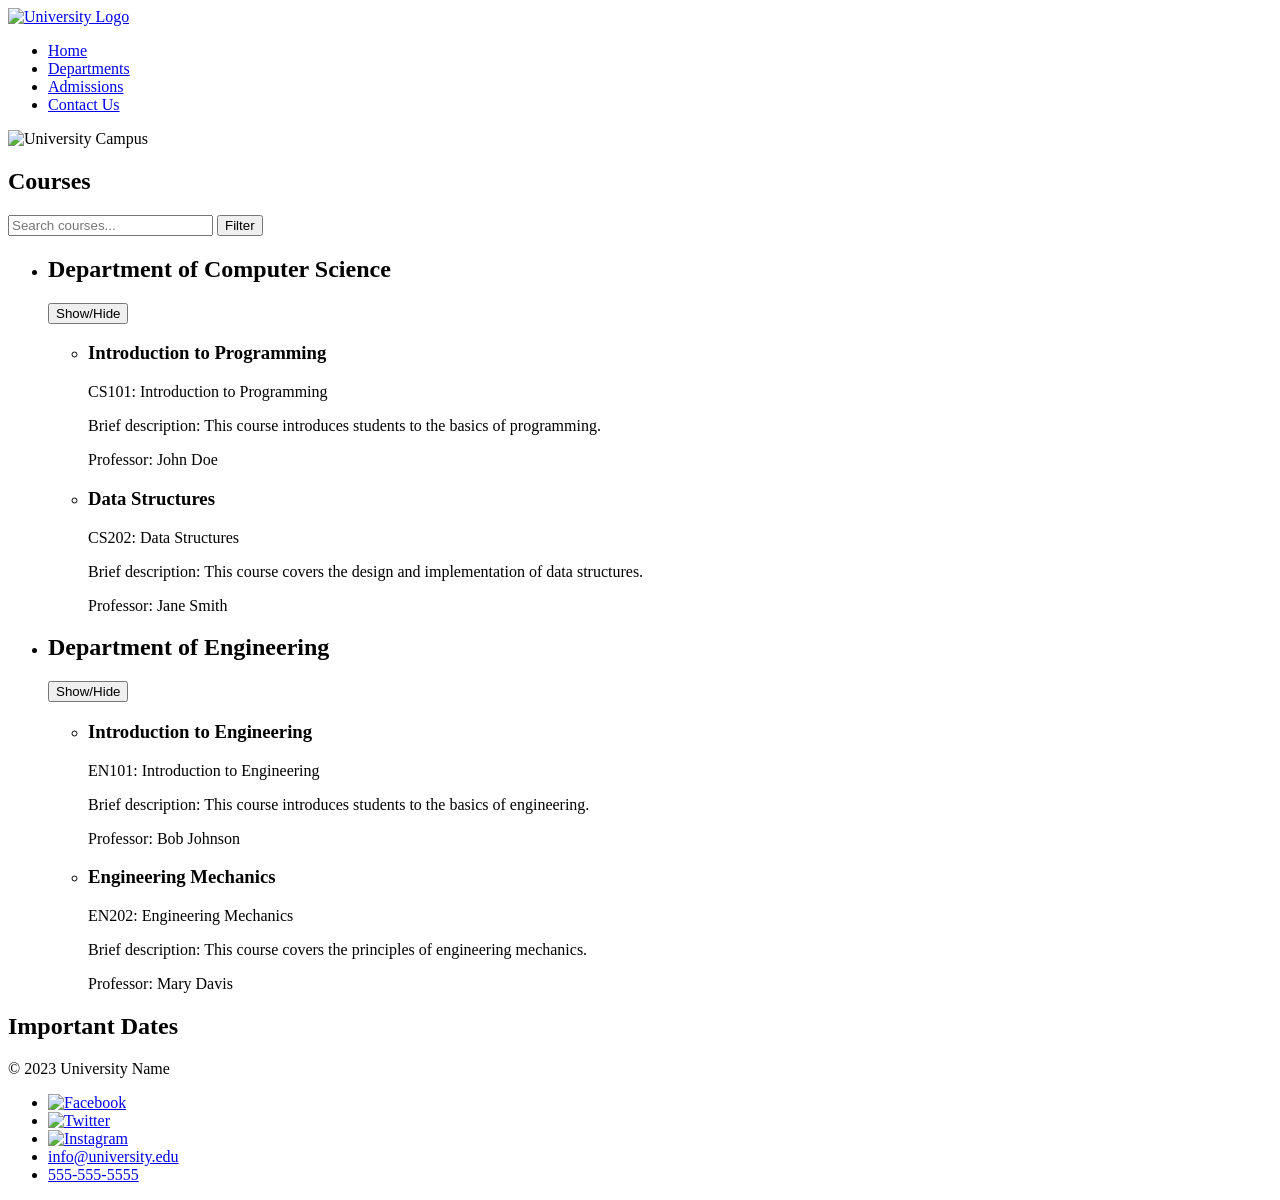 University Logo
Home
Departments
Admissions
Contact Us
University Campus
Courses
Search courses... Filter
Department of Computer Science
Show/Hide
Introduction to Programming
CS101: Introduction to Programming
Brief description: This course introduces students to the basics of programming.
Professor: John Doe
Data Structures
CS202: Data Structures
Brief description: This course covers the design and implementation of data structures.
Professor: Jane Smith
Department of Engineering
Show/Hide
Introduction to Engineering
EN101: Introduction to Engineering
Brief description: This course introduces students to the basics of engineering.
Professor: Bob Johnson
Engineering Mechanics
EN202: Engineering Mechanics
Brief description: This course covers the principles of engineering mechanics.
Professor: Mary Davis
Important Dates
© 2023 University Name
Facebook
Twitter
Instagram
info@university.edu
555-555-5555